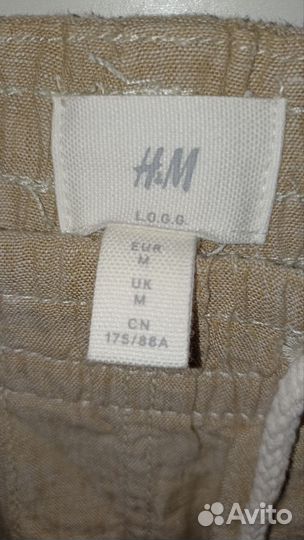 H&M
L.O.G.G.
EUR
M
UK
M
CN
175/88A
Avito